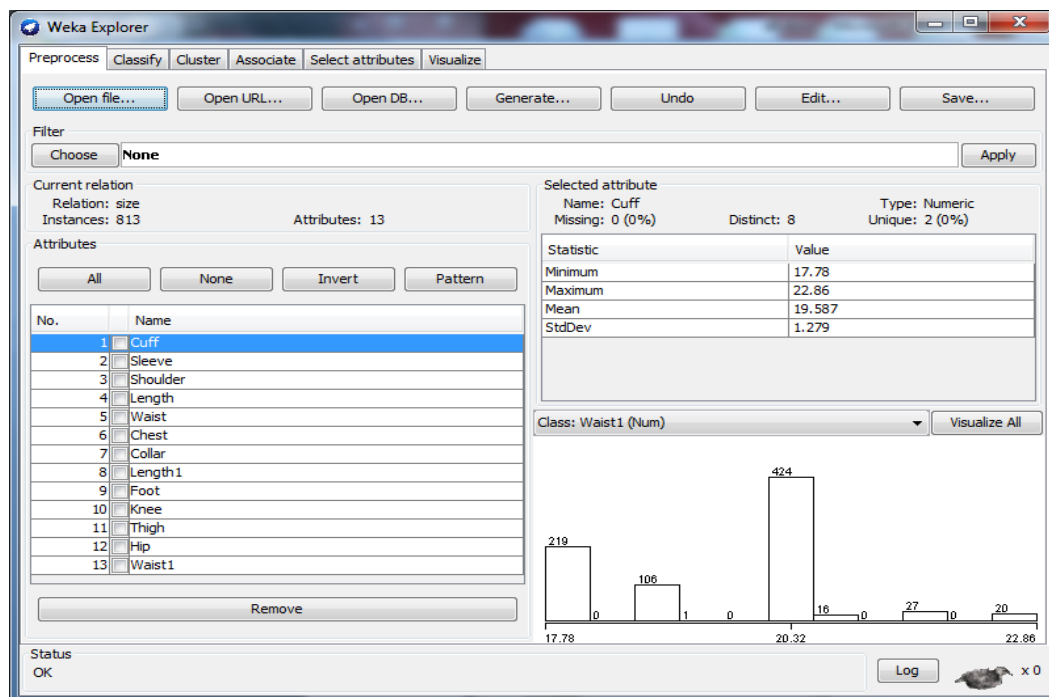 Weka Explorer
Preprocess Classify Cluster Associate Select attributes Visualize
Open file... Open URL... Open DB... Generate... Undo Edit... Save...
Filter
Choose None Apply
Current relation
Relation: size
Instances: 813 Attributes: 13
Attributes
All None Invert Pattern
No. Name
1 Cuff
2 Sleeve
3 Shoulder
4 Length
5 Waist
6 Chest
7 Collar
8 Length1
9 Foot
10 Knee
11 Thigh
12 Hip
13 Waist1
Remove
Selected attribute
Name: Cuff Type: Numeric
Missing: 0 (0%) Distinct: 8 Unique: 2 (0%)
Statistic Value
Minimum 17.78
Maximum 22.86
Mean 19.587
StdDev 1.279
Class: Waist1 (Num) Visualize All
219 0 106 1 0 424 16 0 27 0 20
17.78 20.32 22.86
Status
OK
Log x 0